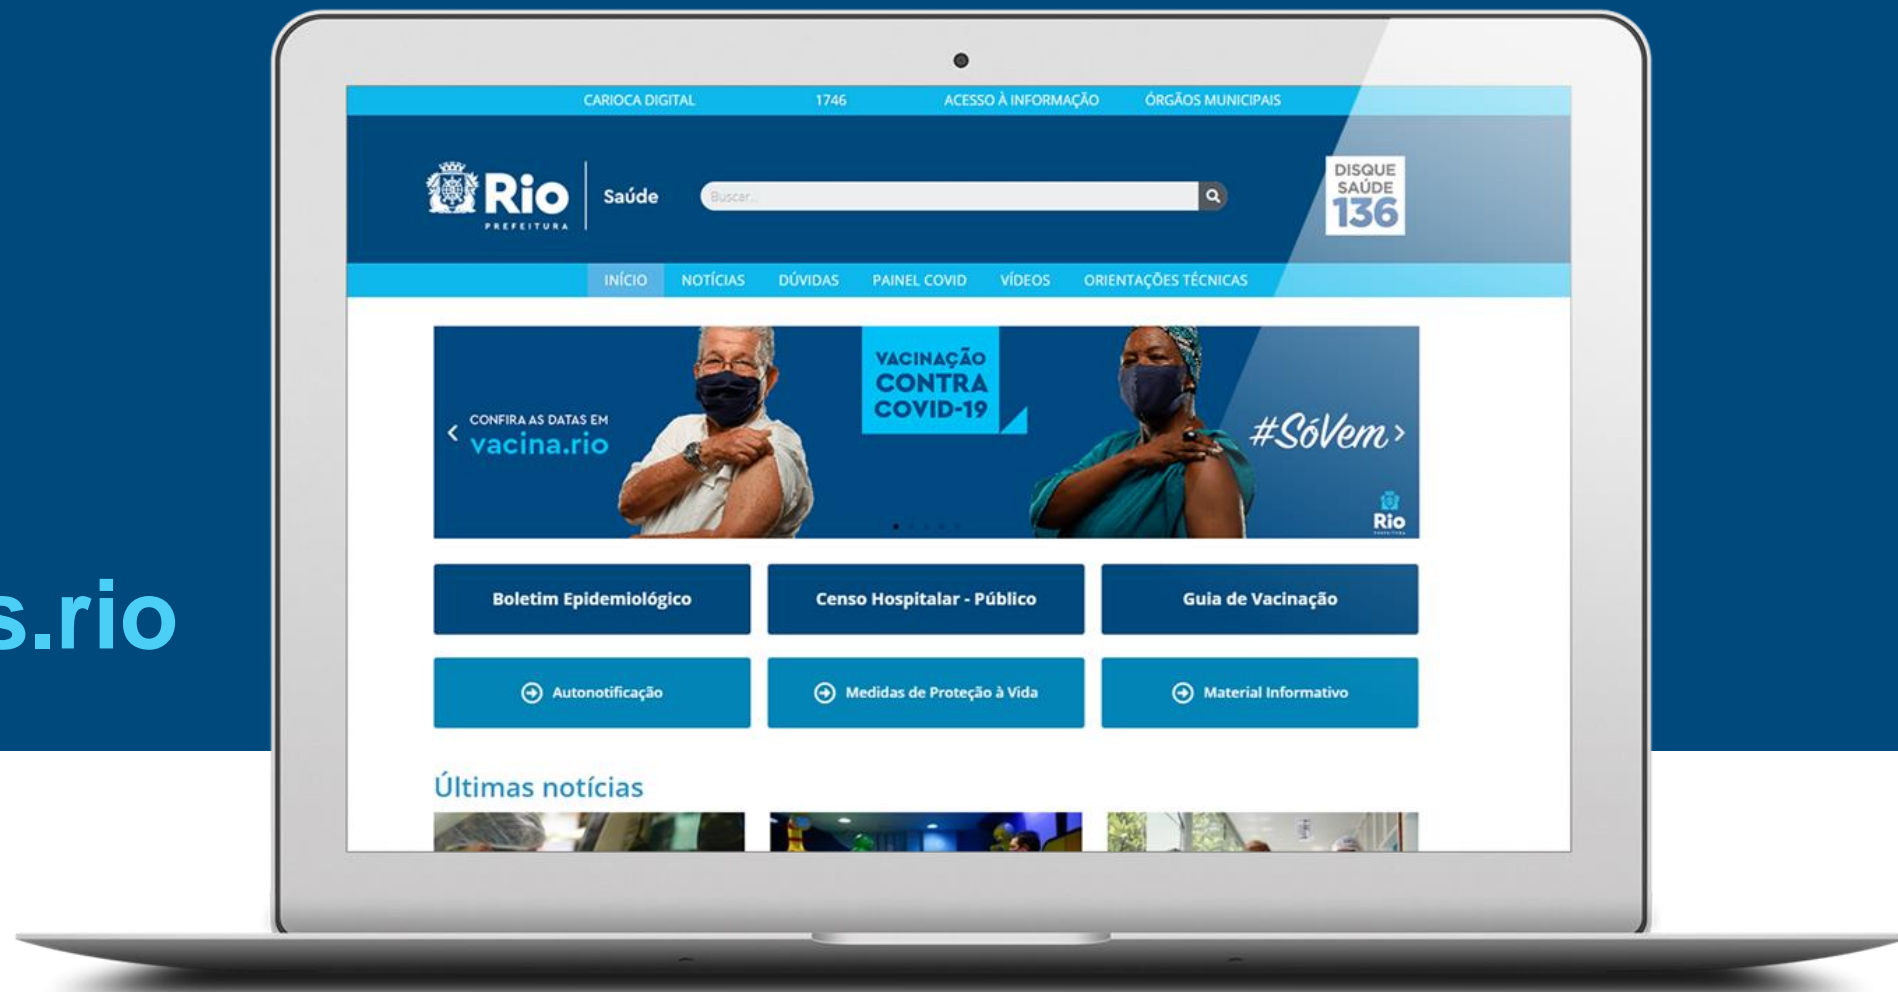 CARIOCA DIGITAL 1746 ACESSO À INFORMAÇÃO ÓRGÃOS MUNICIPAIS
Rio
PREFEITURA
Saúde
Buscar...
DISQUE
SAÚDE
136
INÍCIO NOTÍCIAS DÚVIDAS PAINEL COVID VÍDEOS ORIENTAÇÕES TÉCNICAS
CONFIRA AS DATAS EM
vacina.rio
VACINAÇÃO
CONTRA
COVID-19
#SóVem
Rio
PREFEITURA
Boletim Epidemiológico Censo Hospitalar - Público Guia de Vacinação
s.rio
Autonotificação Medidas de Proteção à Vida Material Informativo
Últimas notícias